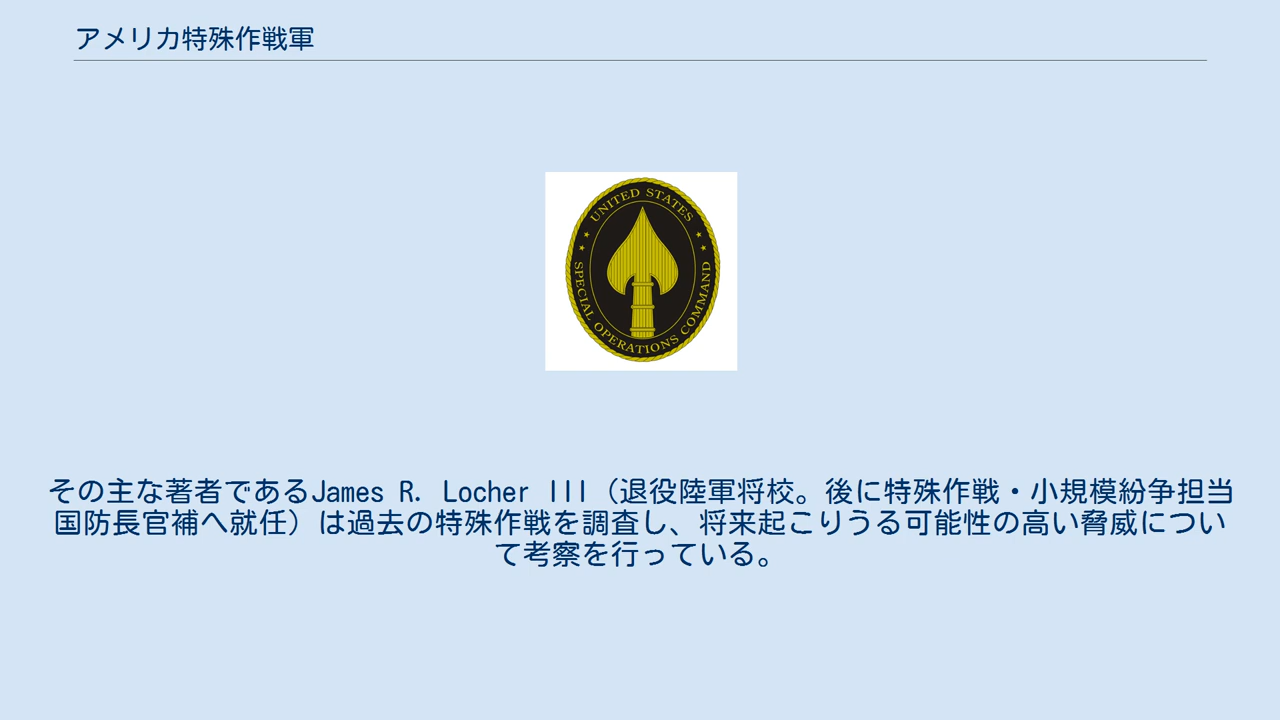 アメリカ特殊作戦軍
UNITED STATES
SPECIAL OPERATIONS COMMAND
その主な著者であるJames R. Locher III（退役陸軍将校。後に特殊作戦・小規模紛争担当
国防長官補へ就任）は過去の特殊作戦を調査し、将来起こりうる可能性の高い脅威につい
て考察を行っている。